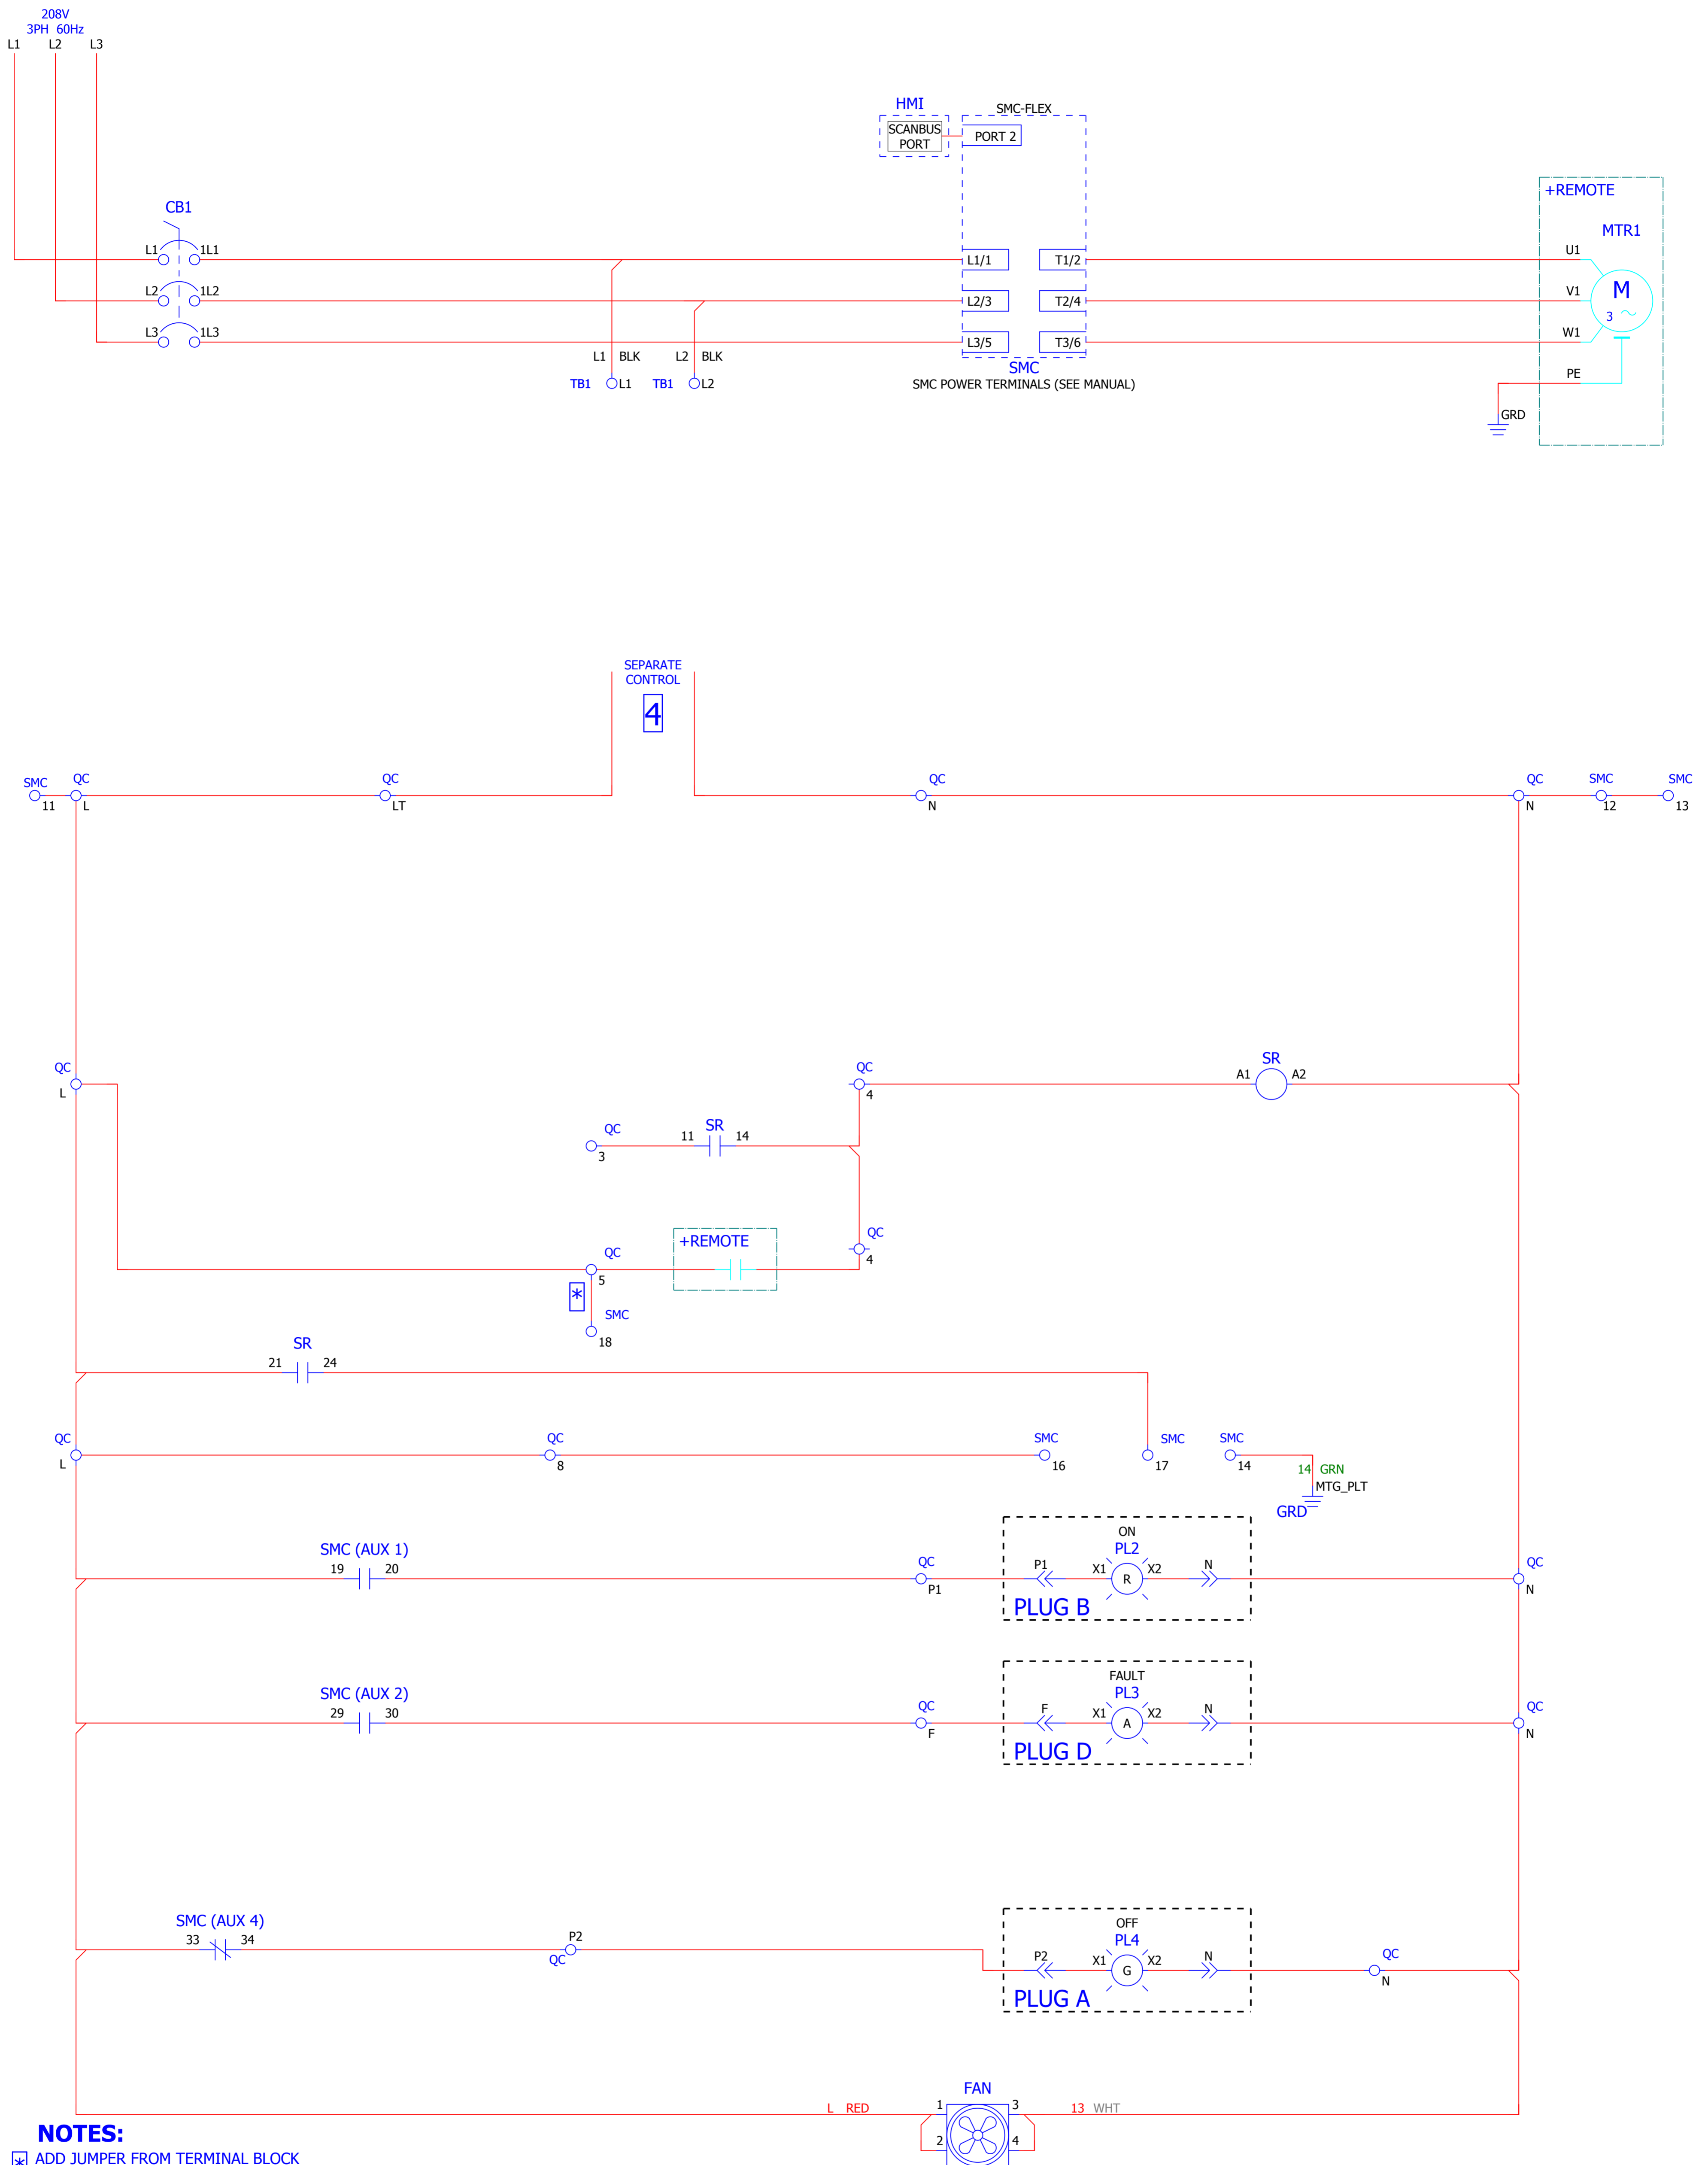 208V
3PH 60Hz
L1 L2 L3
HMI
SCANBUS
PORT
SMC-FLEX
PORT 2
+REMOTE
MTR1
CB1
L1 1L1
L2 1L2
L3 1L3
L1/1 T1/2
L2/3 T2/4
L3/5 T3/6
U1
V1
W1
M
3
PE
GRD
L1 BLK L2 BLK
TB1 L1 TB1 L2
SMC
SMC POWER TERMINALS (SEE MANUAL)
SEPARATE
CONTROL
4
SMC QC QC QC QC SMC SMC
11 L LT N N 12 13
QC QC SR
L 4 A1 A2
QC SR
3 11 14
QC
4
+REMOTE
QC
5
*
SMC
18
SR
21 24
QC QC SMC SMC SMC
L 8 16 17 14
14 GRN
MTG_PLT
GRD
SMC (AUX 1)
19 20
QC
P1
ON
PL2
P1 X1 R X2 N
PLUG B
QC
N
SMC (AUX 2)
29 30
QC
F
FAULT
PL3
F X1 A X2 N
PLUG D
QC
N
SMC (AUX 4)
33 34
P2
QC
OFF
PL4
P2 X1 G X2 N
PLUG A
QC
N
FAN
L RED 1 3 13 WHT
2 4
NOTES:
* ADD JUMPER FROM TERMINAL BLOCK